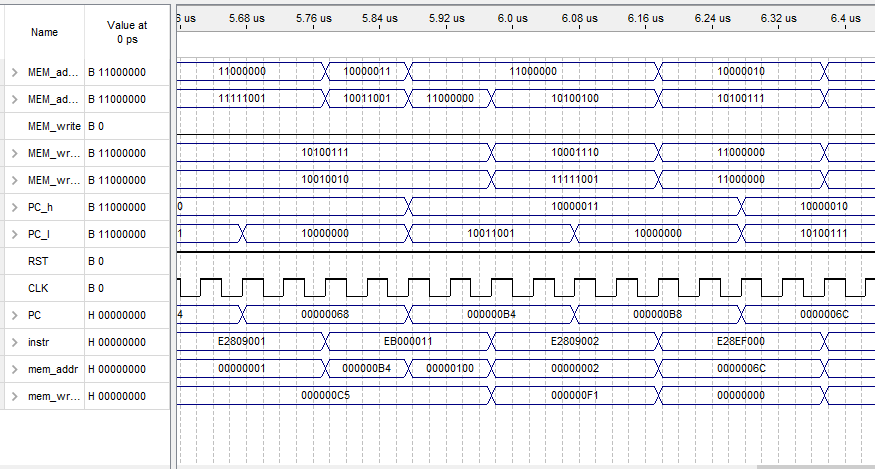 Name Value at 0 ps 6 us 5.68 us 5.76 us 5.84 us 5.92 us 6.0 us 6.08 us 6.16 us 6.24 us 6.32 us 6.4 us
MEM_ad... B 11000000 11000000 10000011 11000000 10000010
MEM_ad... B 11000000 11111001 10011001 11000000 10100100 10100111
MEM_write B 0
MEM_wr... B 11000000 10100111 10001110 11000000
MEM_wr... B 11000000 10010010 11111001 11000000
PC_h B 11000000 0 10000011 10000010
PC_l B 11000000 1 10000000 10011001 10000000 10100111
RST B 0
CLK B 0
PC H 00000000 4 00000068 000000B4 000000B8 0000006C
instr H 00000000 E2809001 EB000011 E2809002 E28EF000
mem_addr H 00000000 00000001 000000B4 00000100 00000002 0000006C
mem_wr... H 00000000 000000C5 000000F1 00000000